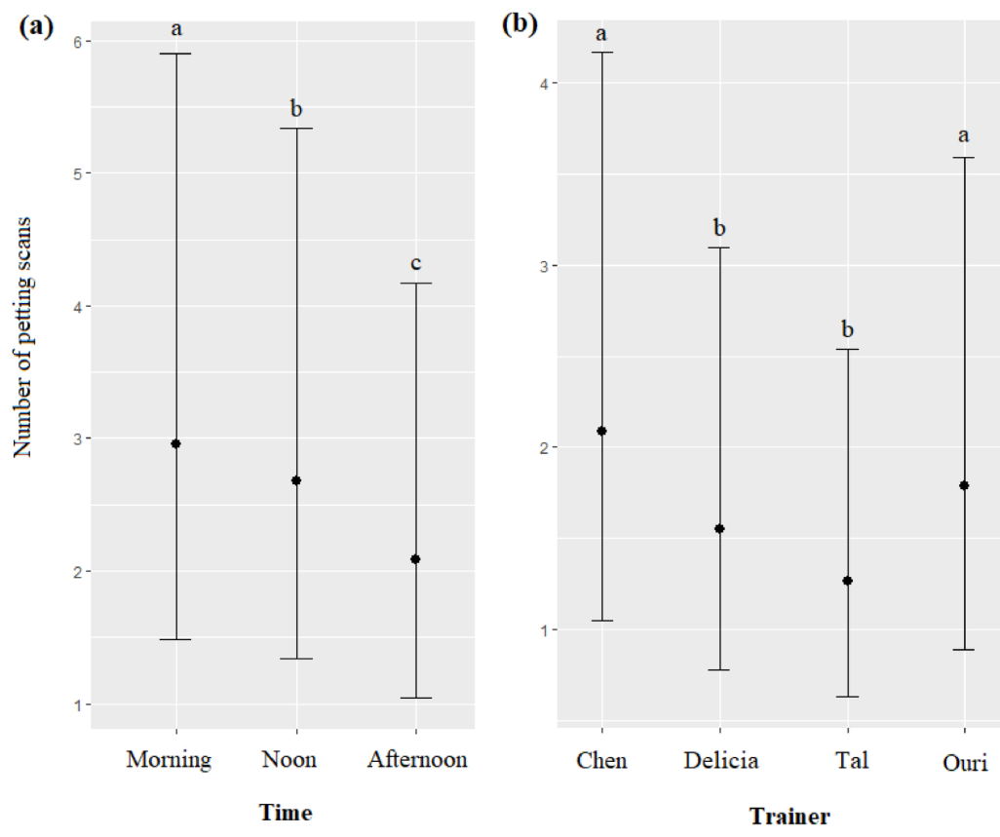 (a)
a
b
c
6
5
4
3
2
1
Number of petting scans
Morning Noon Afternoon
Time
(b)
a
b
b
a
4
3
2
1
Chen Delicia Tal Ouri
Trainer